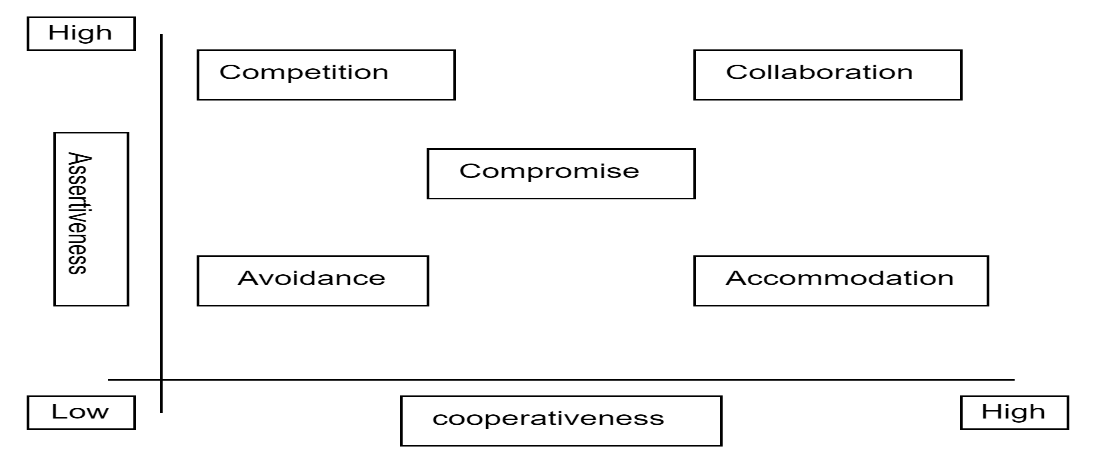 High
Competition
Collaboration
Assertiveness
Compromise
Avoidance
Accommodation
Low
cooperativeness
High